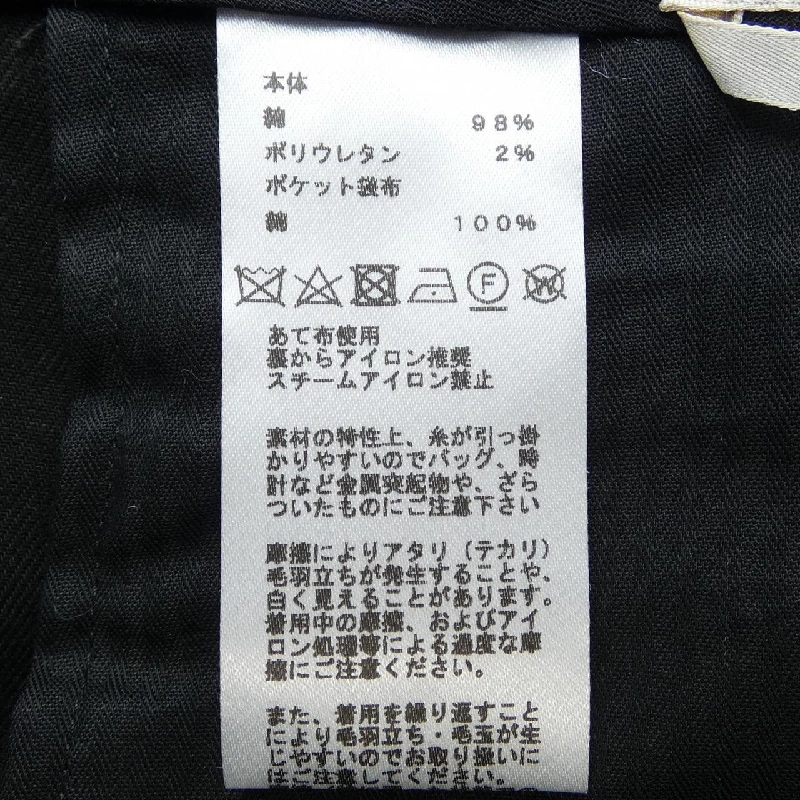 本体
綿 98%
ポリウレタン 2%
ポケット袋布
綿 100%
F W
あて布使用
裏からアイロン推奨
スチームアイロン禁止
素材の特性上、糸が引っ掛
かりやすいのでバッグ、時
計など金具突起物や、ざら
ついたものにご注意下さい
摩擦によりアタリ(テカリ)
毛羽立ちが発生することや、
白く見えることがあります。
着用中の摩擦、およびアイ
ロン処理等による過度な摩
擦にご注意ください。
また、着用を繰り返すこと
により毛羽立ち・毛玉が生
じやすいのでお取り扱いに
はご注意してください。